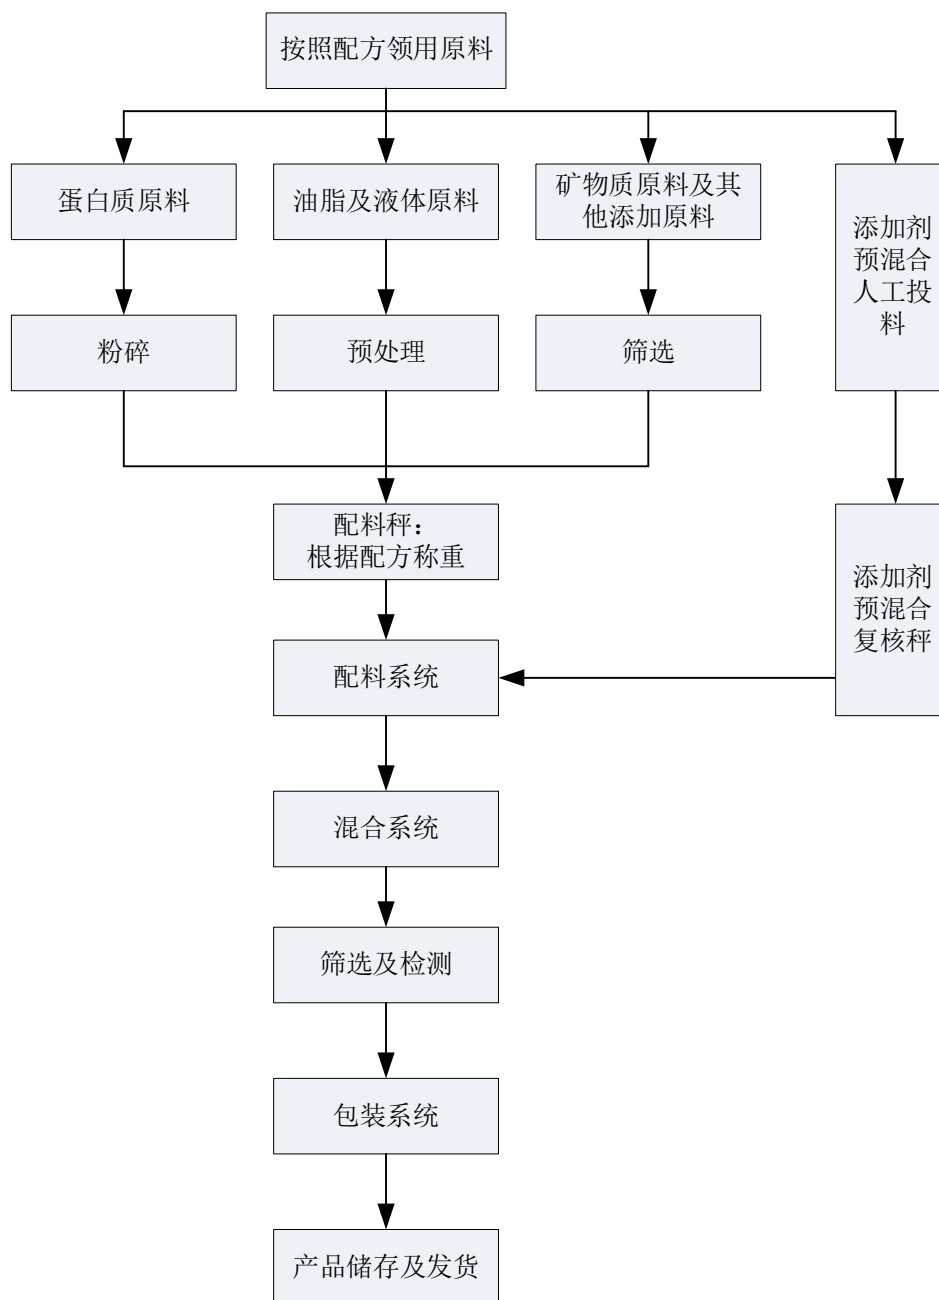 按照配方领用原料
蛋白质原料
油脂及液体原料
矿物质原料及其
他添加原料
添加剂
预混合
人工投
料
粉碎
预处理
筛选
配料秤：
根据配方称重
添加剂
预混合
复核秤
配料系统
混合系统
筛选及检测
包装系统
产品储存及发货